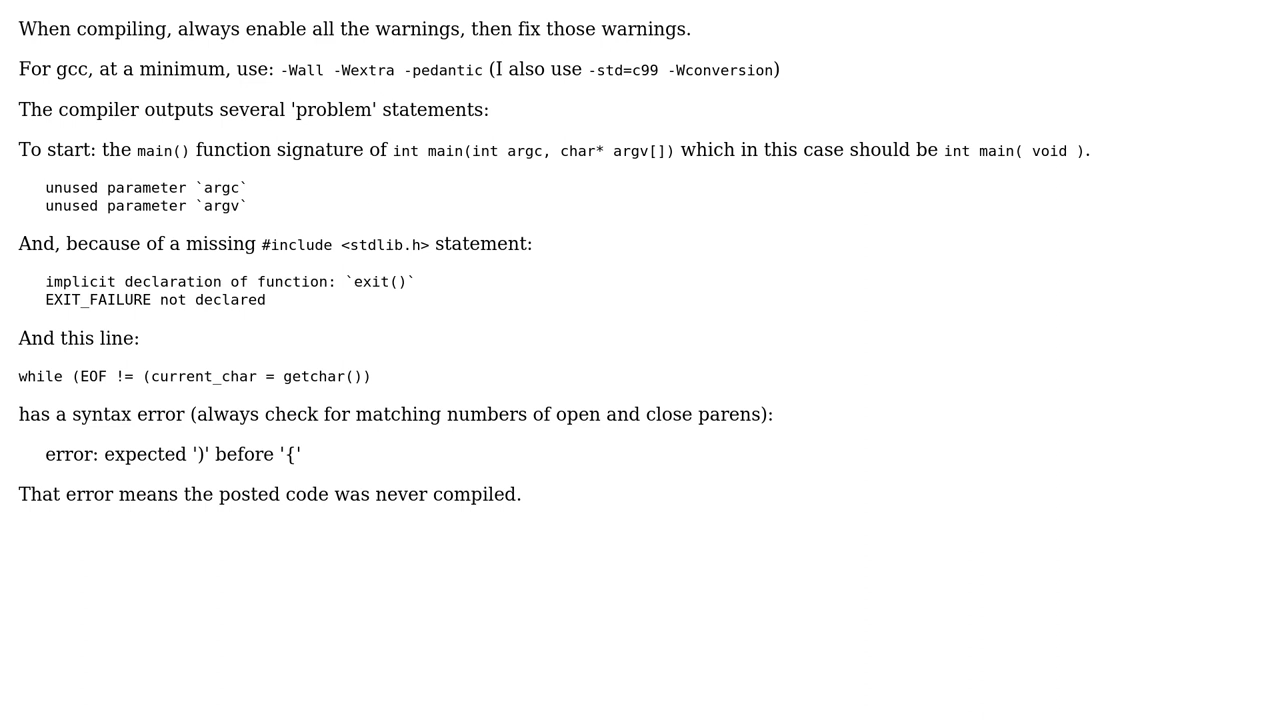 When compiling, always enable all the warnings, then fix those warnings.
For gcc, at a minimum, use: -Wall -Wextra -pedantic (I also use -std=c99 -Wconversion)
The compiler outputs several 'problem' statements:
To start: the main() function signature of int main(int argc, char* argv[]) which in this case should be int main( void ).
unused parameter `argc`
unused parameter `argv`
And, because of a missing #include <stdlib.h> statement:
implicit declaration of function: `exit()`
EXIT_FAILURE not declared
And this line:
while (EOF != (current_char = getchar())
has a syntax error (always check for matching numbers of open and close parens):
error: expected ')' before '{'
That error means the posted code was never compiled.